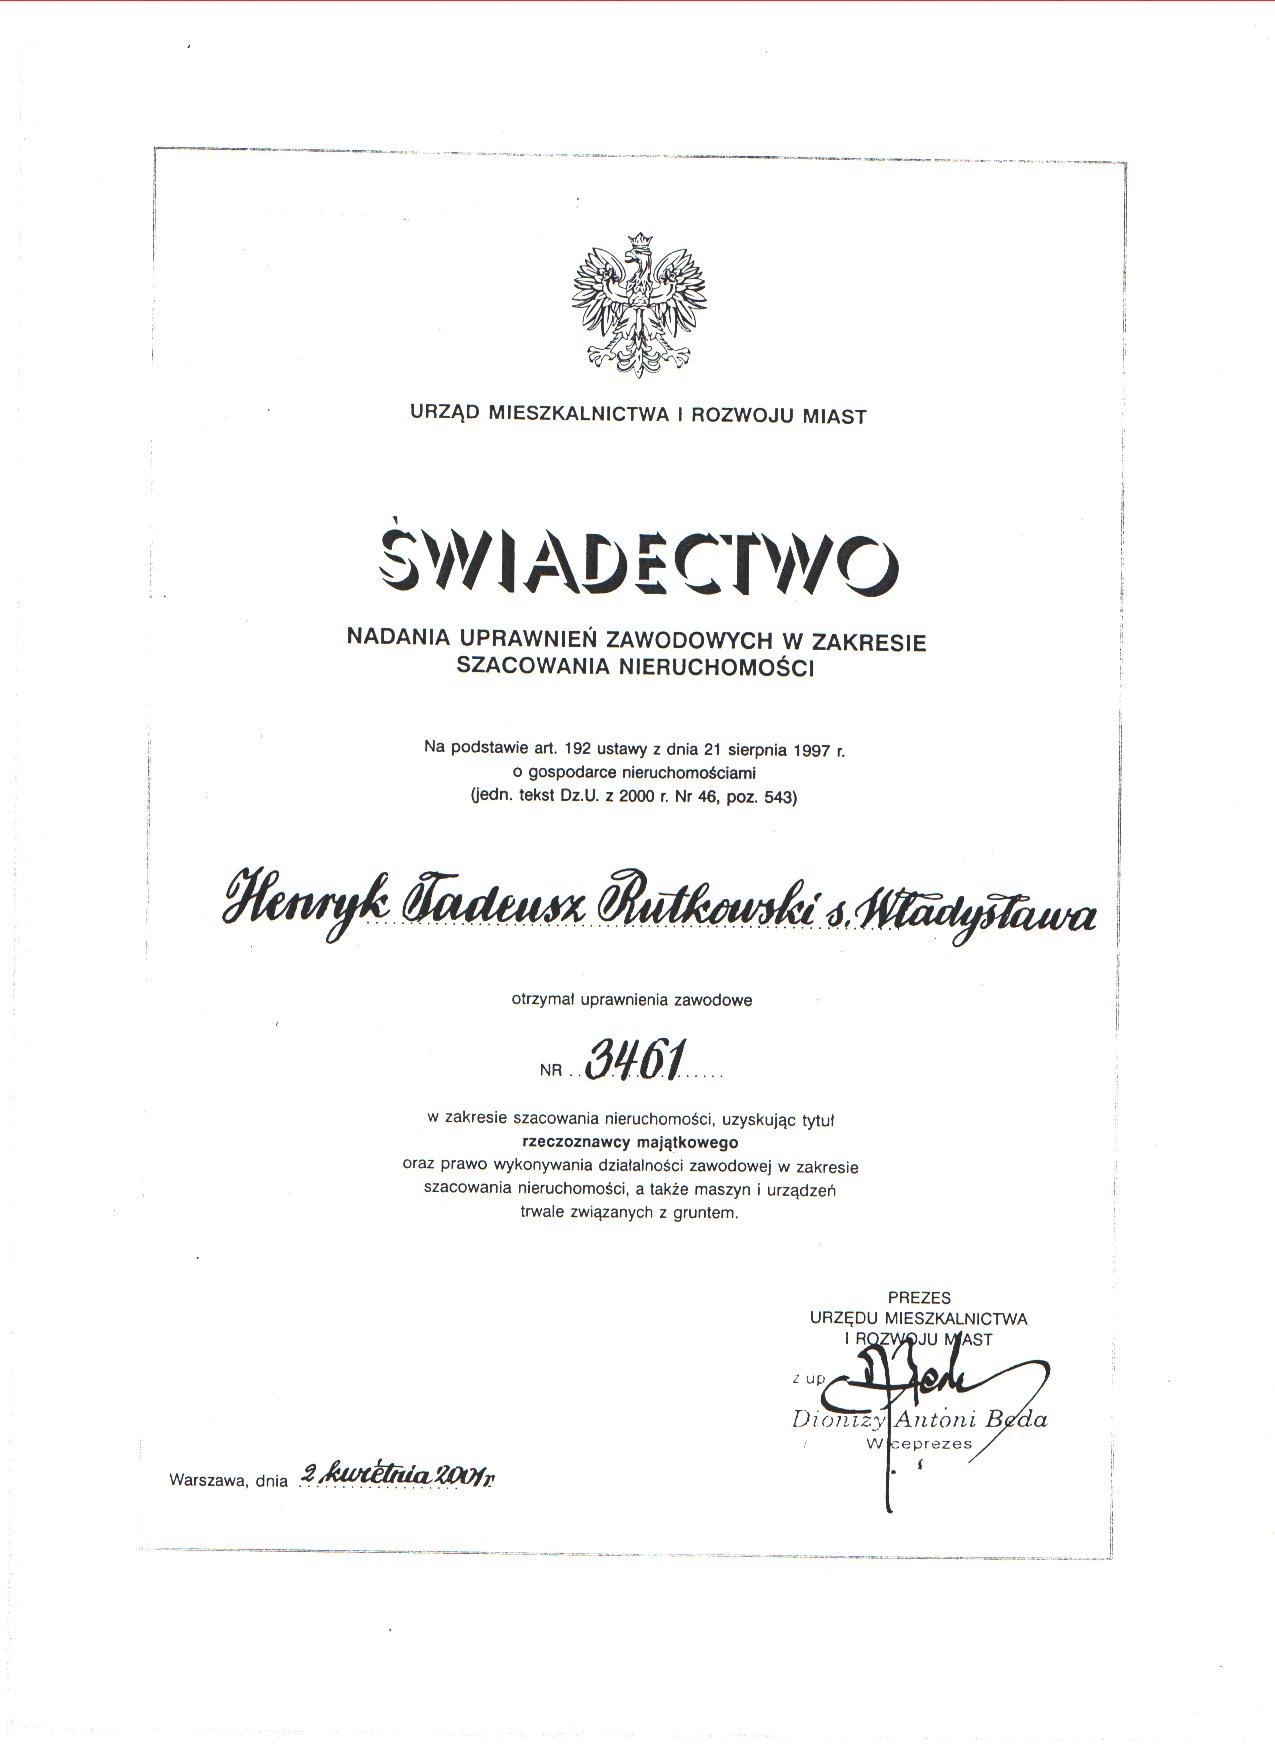 URZĄD MIESZKALNICTWA I ROZWOJU MIAST
ŚWIADECTWO
NADANIA UPRAWNIEŃ ZAWODOWYCH W ZAKRESIE
SZACOWANIA NIERUCHOMOŚCI
Na podstawie art. 192 ustawy z dnia 21 sierpnia 1997 r.
o gospodarce nieruchomościami
(jedn. tekst Dz.U. z 2000 r. Nr 46, poz. 543)
Henryk Tadeusz Rutkowski s. Władysława
otrzymał uprawnienia zawodowe
NR 3461
w zakresie szacowania nieruchomości, uzyskując tytuł
rzeczoznawcy majątkowego
oraz prawo wykonywania działalności zawodowej w zakresie
szacowania nieruchomości, a także maszyn i urządzeń
trwale związanych z gruntem.
PREZES
URZĘDU MIESZKALNICTWA
I ROZWOJU MIAST
z up
Dionizy Antoni Beda
Wiceprezes
Warszawa, dnia 2 kwietnia 2001r.